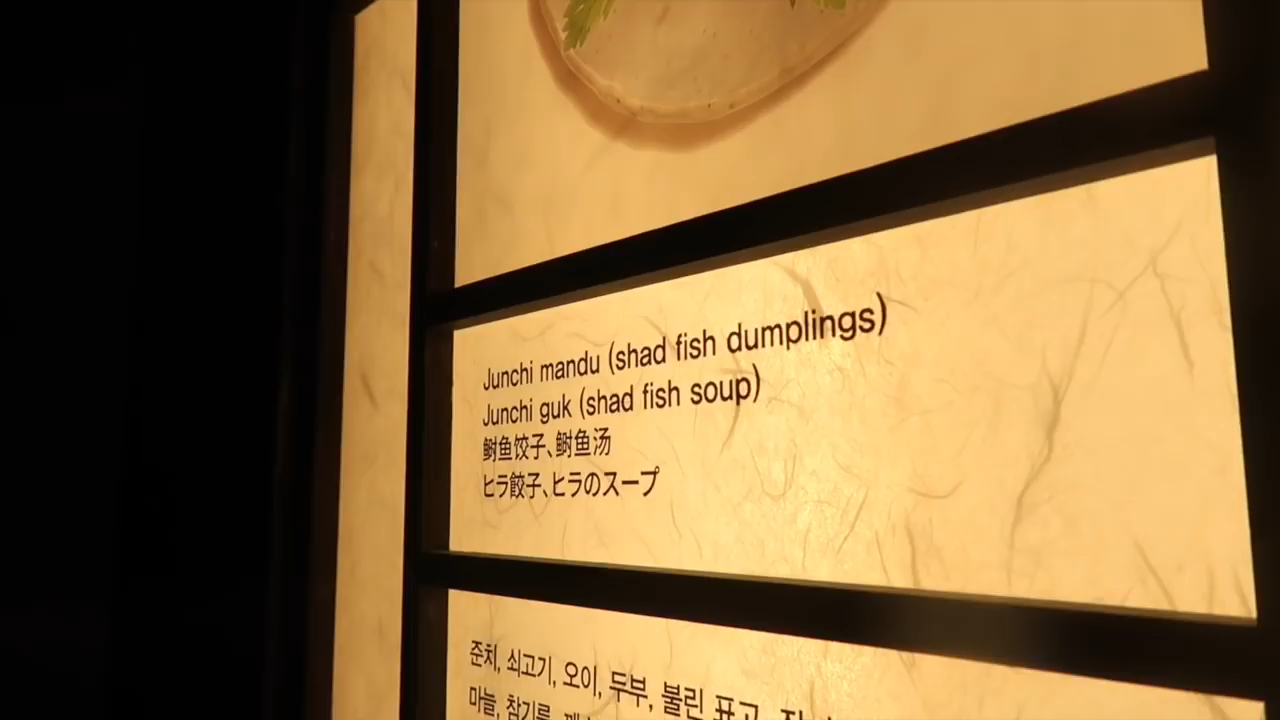 Junchi mandu (shad fish dumplings)
Junchi guk (shad fish soup)
鲥鱼饺子、鲥鱼汤
ヒラ餃子、ヒラのスープ
준치, 쇠고기, 오이, 두부, 불린 표고,
마늘, 참기름,